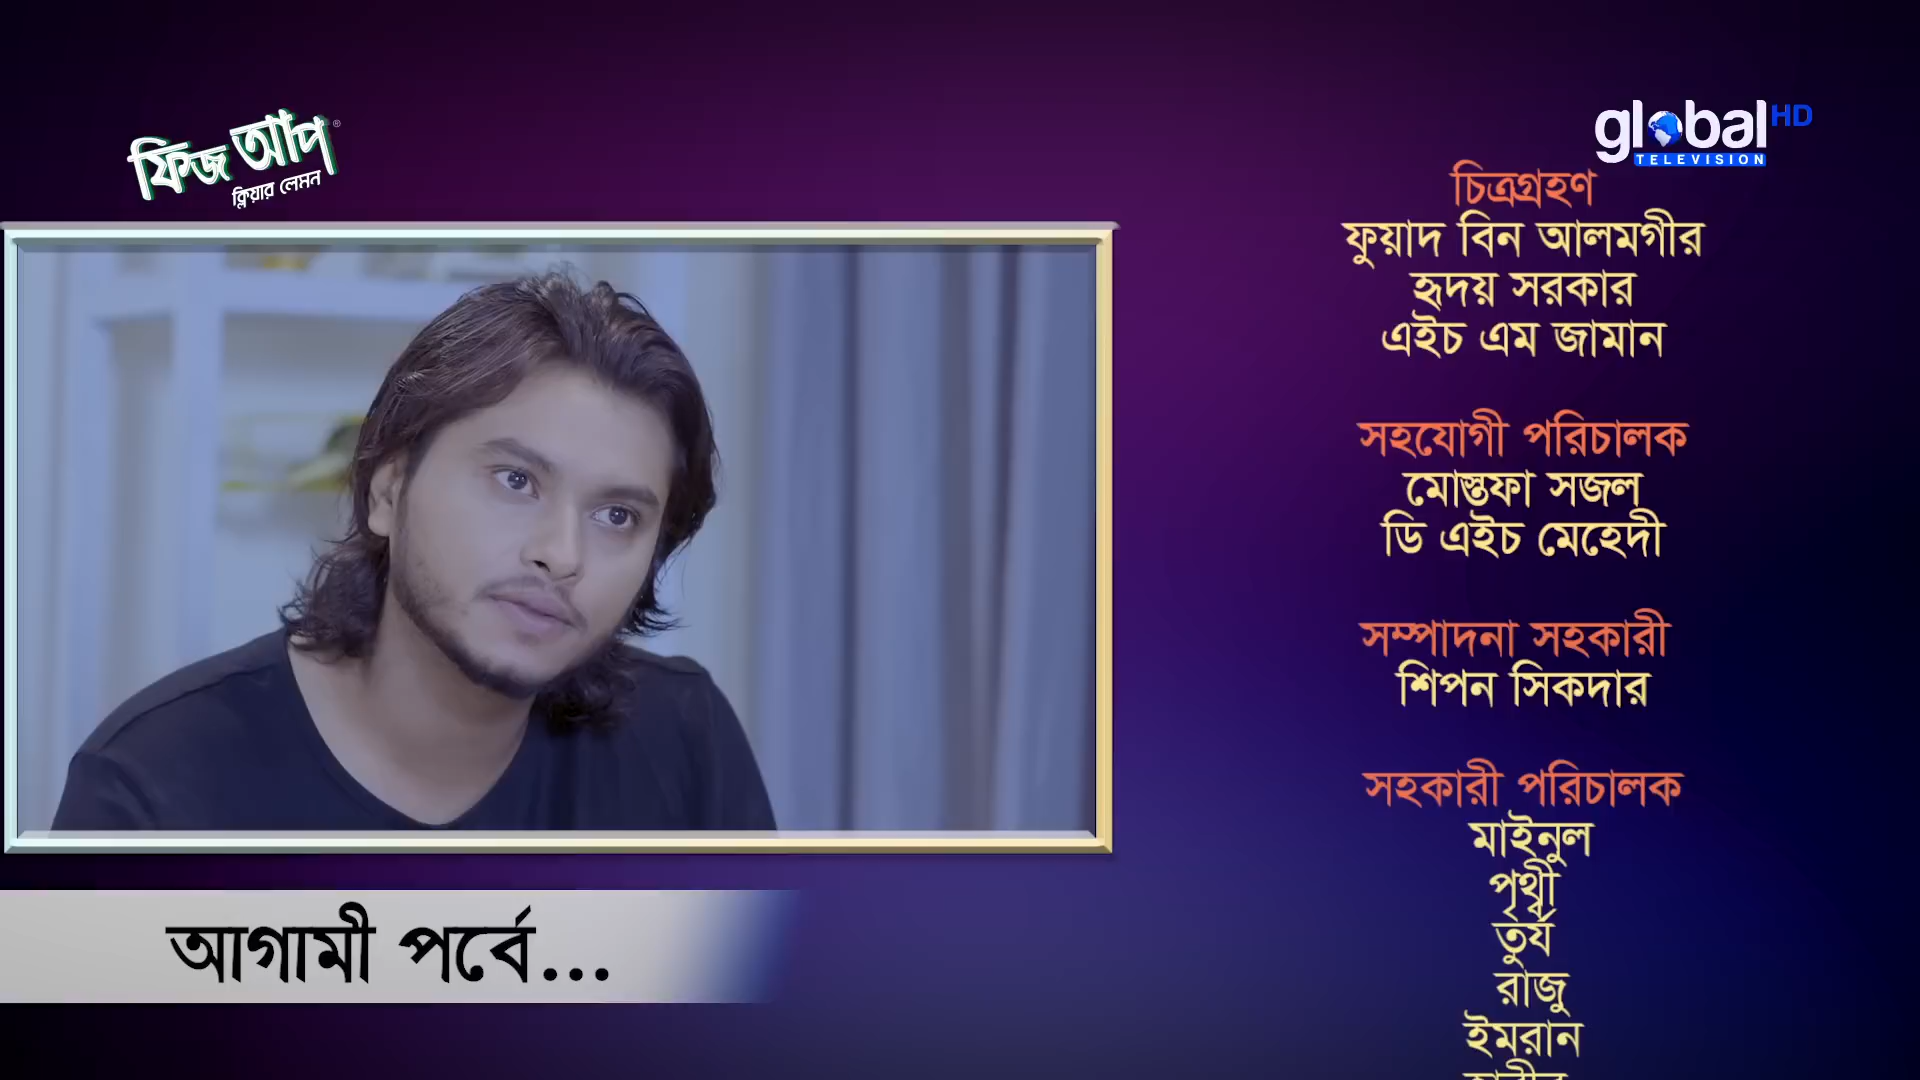 ফিজ আপ
ক্লিয়ার লেমন
global HD
TELEVISION
চিত্রগ্রহণ
ফুয়াদ বিন আলমগীর
হৃদয় সরকার
এইচ এম জামান
সহযোগী পরিচালক
মোস্তফা সজল
ডি এইচ মেহেদী
সম্পাদনা সহকারী
শিপন সিকদার
সহকারী পরিচালক
মাইনুল
পৃথ্বী
তুর্য
রাজু
ইমরান
আগামী পর্বে...